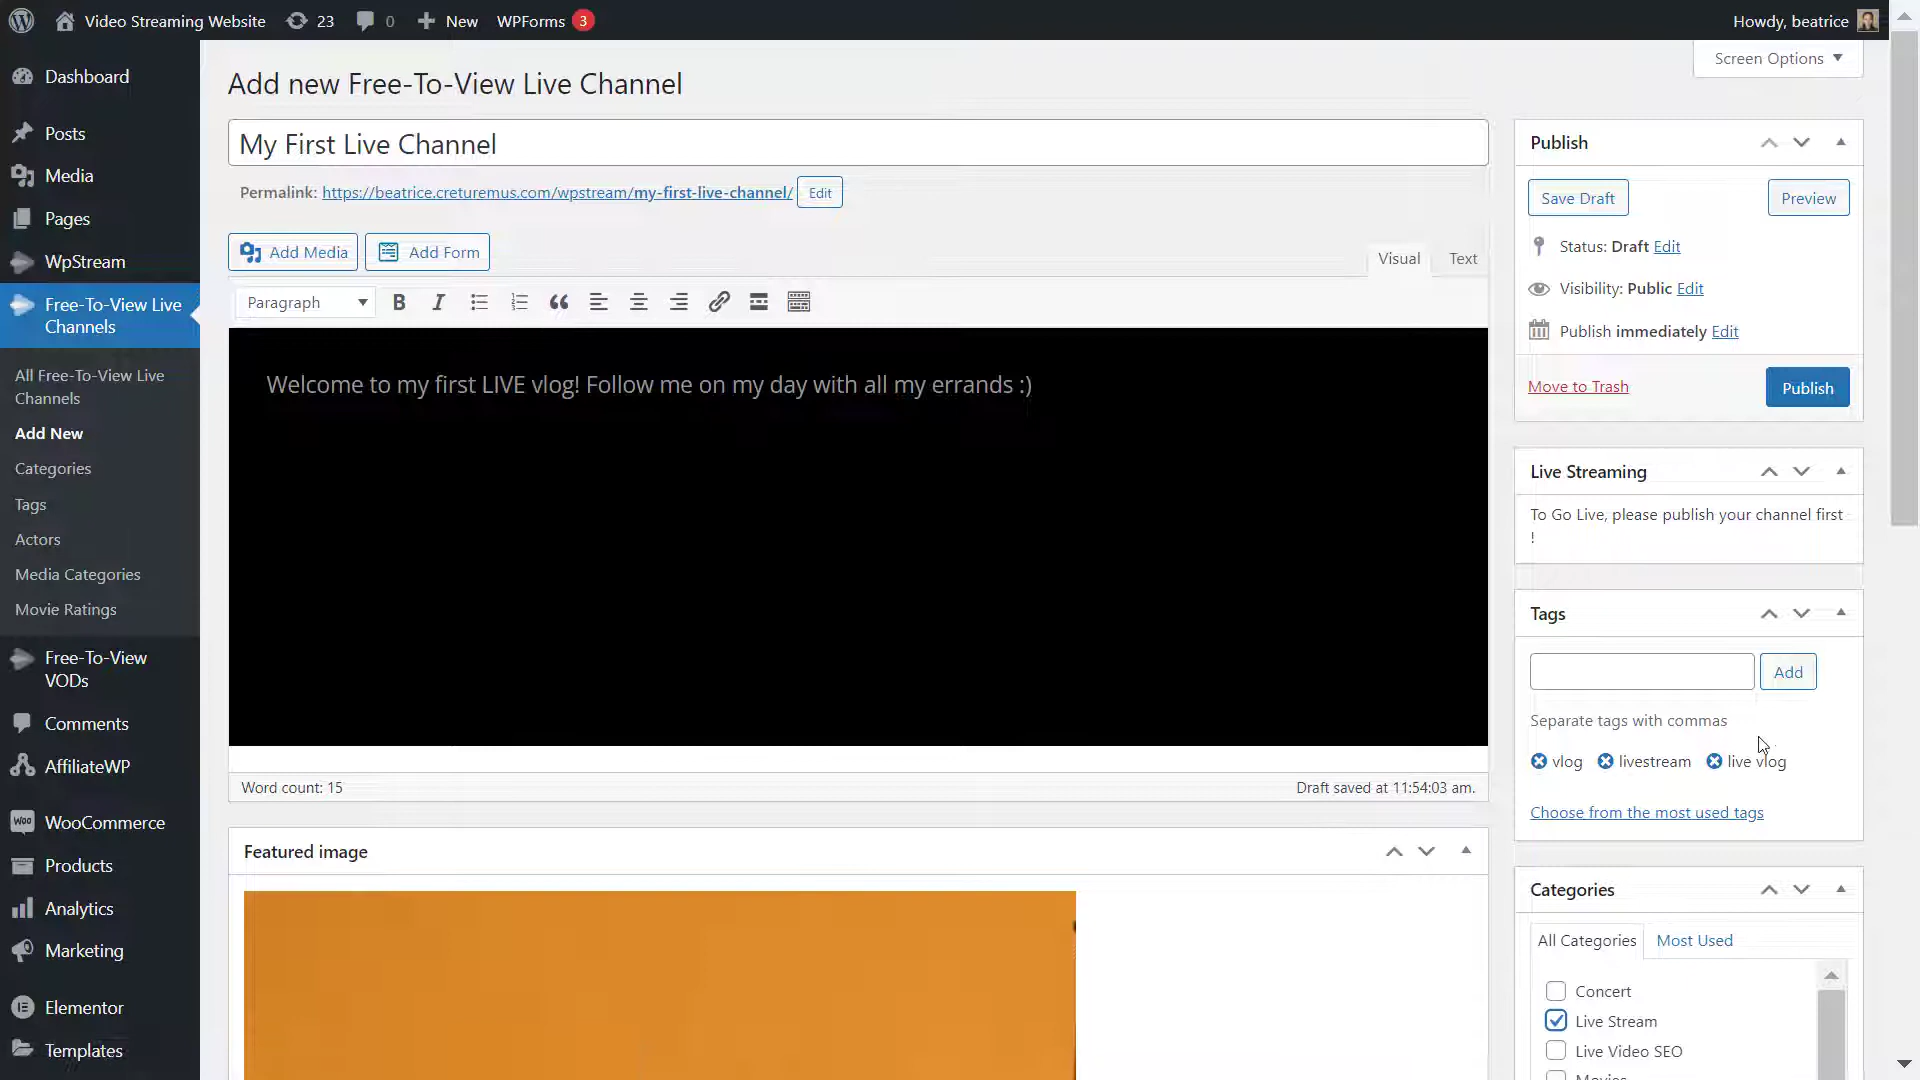 Video Streaming Website 23 0 New WPForms 3 Howdy, beatrice
Screen Options
Dashboard
Posts
Media
Pages
WpStream
Free-To-View Live
Channels
All Free-To-View Live
Channels
Add New
Categories
Tags
Actors
Media Categories
Movie Ratings
Free-To-View
VODs
Comments
AffiliateWP
Woo WooCommerce
Products
Analytics
Marketing
Elementor
Templates
Add new Free-To-View Live Channel
My First Live Channel
Permalink: https://beatrice.creturemus.com/wpstream/my-first-live-channel/ Edit
Add Media Add Form
Visual Text
Paragraph B I
Welcome to my first LIVE vlog! Follow me on my day with all my errands :)
Word count: 15 Draft saved at 11:54:03 am.
Featured image
Publish
Save Draft Preview
Status: Draft Edit
Visibility: Public Edit
Publish immediately Edit
Move to Trash Publish
Live Streaming
To Go Live, please publish your channel first
!
Tags
Add
Separate tags with commas
vlog livestream live vlog
Choose from the most used tags
Categories
All Categories Most Used
Concert
Live Stream
Live Video SEO
Movies